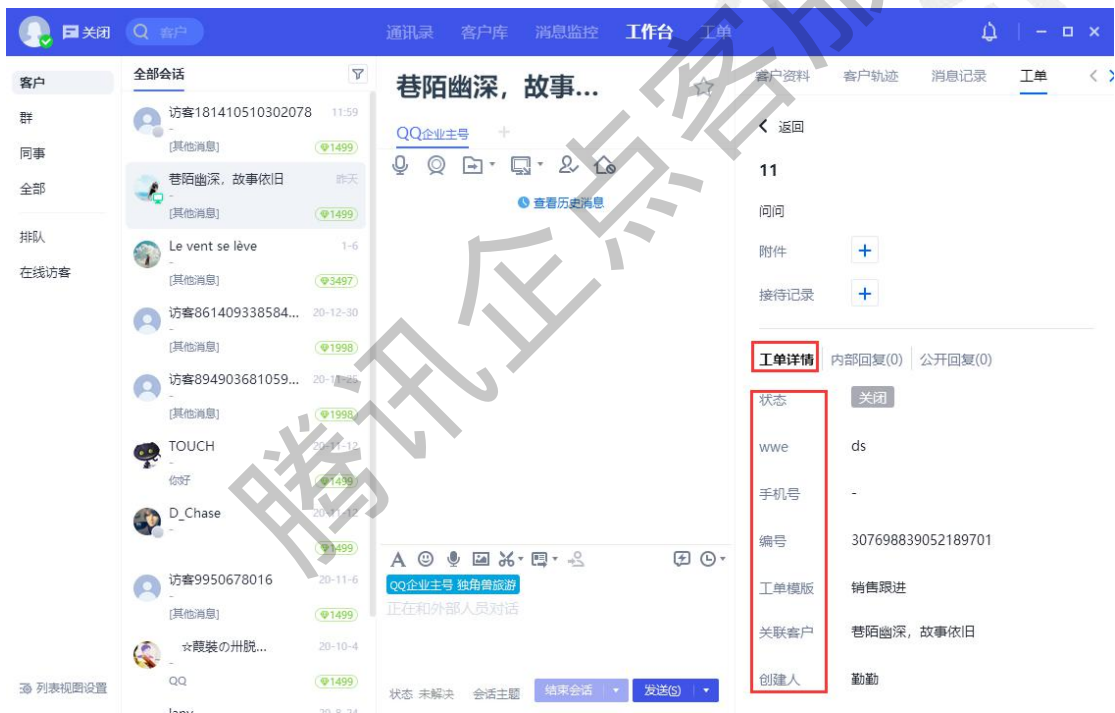 关闭
客户
通讯录 客户库 消息监控 工作台 工单
客户
群
同事
全部
排队
在线访客
列表视图设置
全部会话
访客181410510302078 11:59
-
[其他消息] 1499
巷陌幽深，故事依旧 昨天
-
[其他消息] 1499
Le vent se lève 1-6
-
[其他消息] 3497
访客861409338584... 20-12-30
-
[其他消息] 1998
访客894903681059... 20-11-25
-
[其他消息] 1998
TOUCH 20-11-12
-
你好 1499
D_Chase 20-11-12
-
1499
访客9950678016 20-11-6
-
[其他消息] 1499
20-10-4
-
QQ 1499
巷陌幽深，故事...
QQ企业主号
查看历史消息
QQ企业主号 独角兽旅游
正在和外部人员对话
状态 未解决 会话主题 结束会话 发送(S)
客户资料 客户轨迹 消息记录 工单
返回
11
问问
附件
接待记录
工单详情 内部回复(0) 公开回复(0)
状态 关闭
wwe ds
手机号 -
编号 307698839052189701
工单模版 销售跟进
关联客户 巷陌幽深，故事依旧
创建人 勤勤